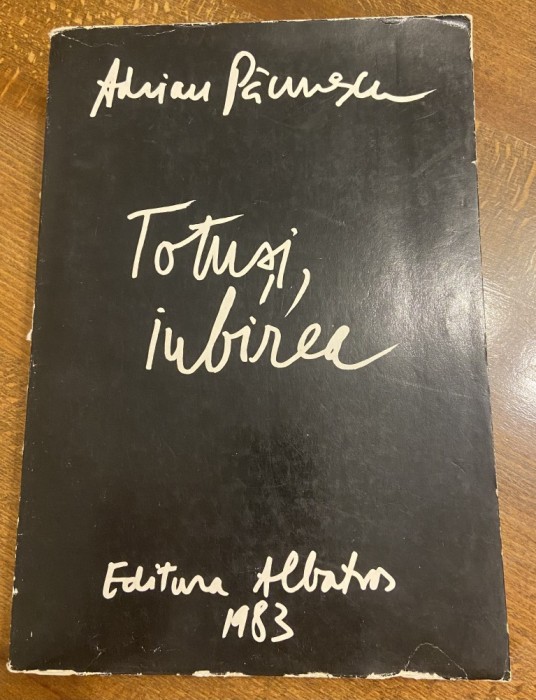 Adrian Păunescu
Totuși,
iubirea
Editura Albatros
1983